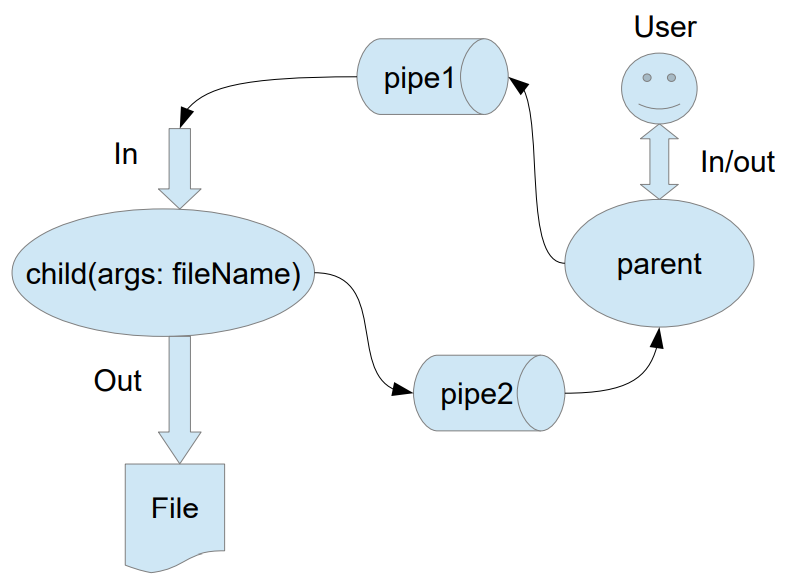 User
pipe1
In
In/out
child(args: fileName)
parent
Out
pipe2
File